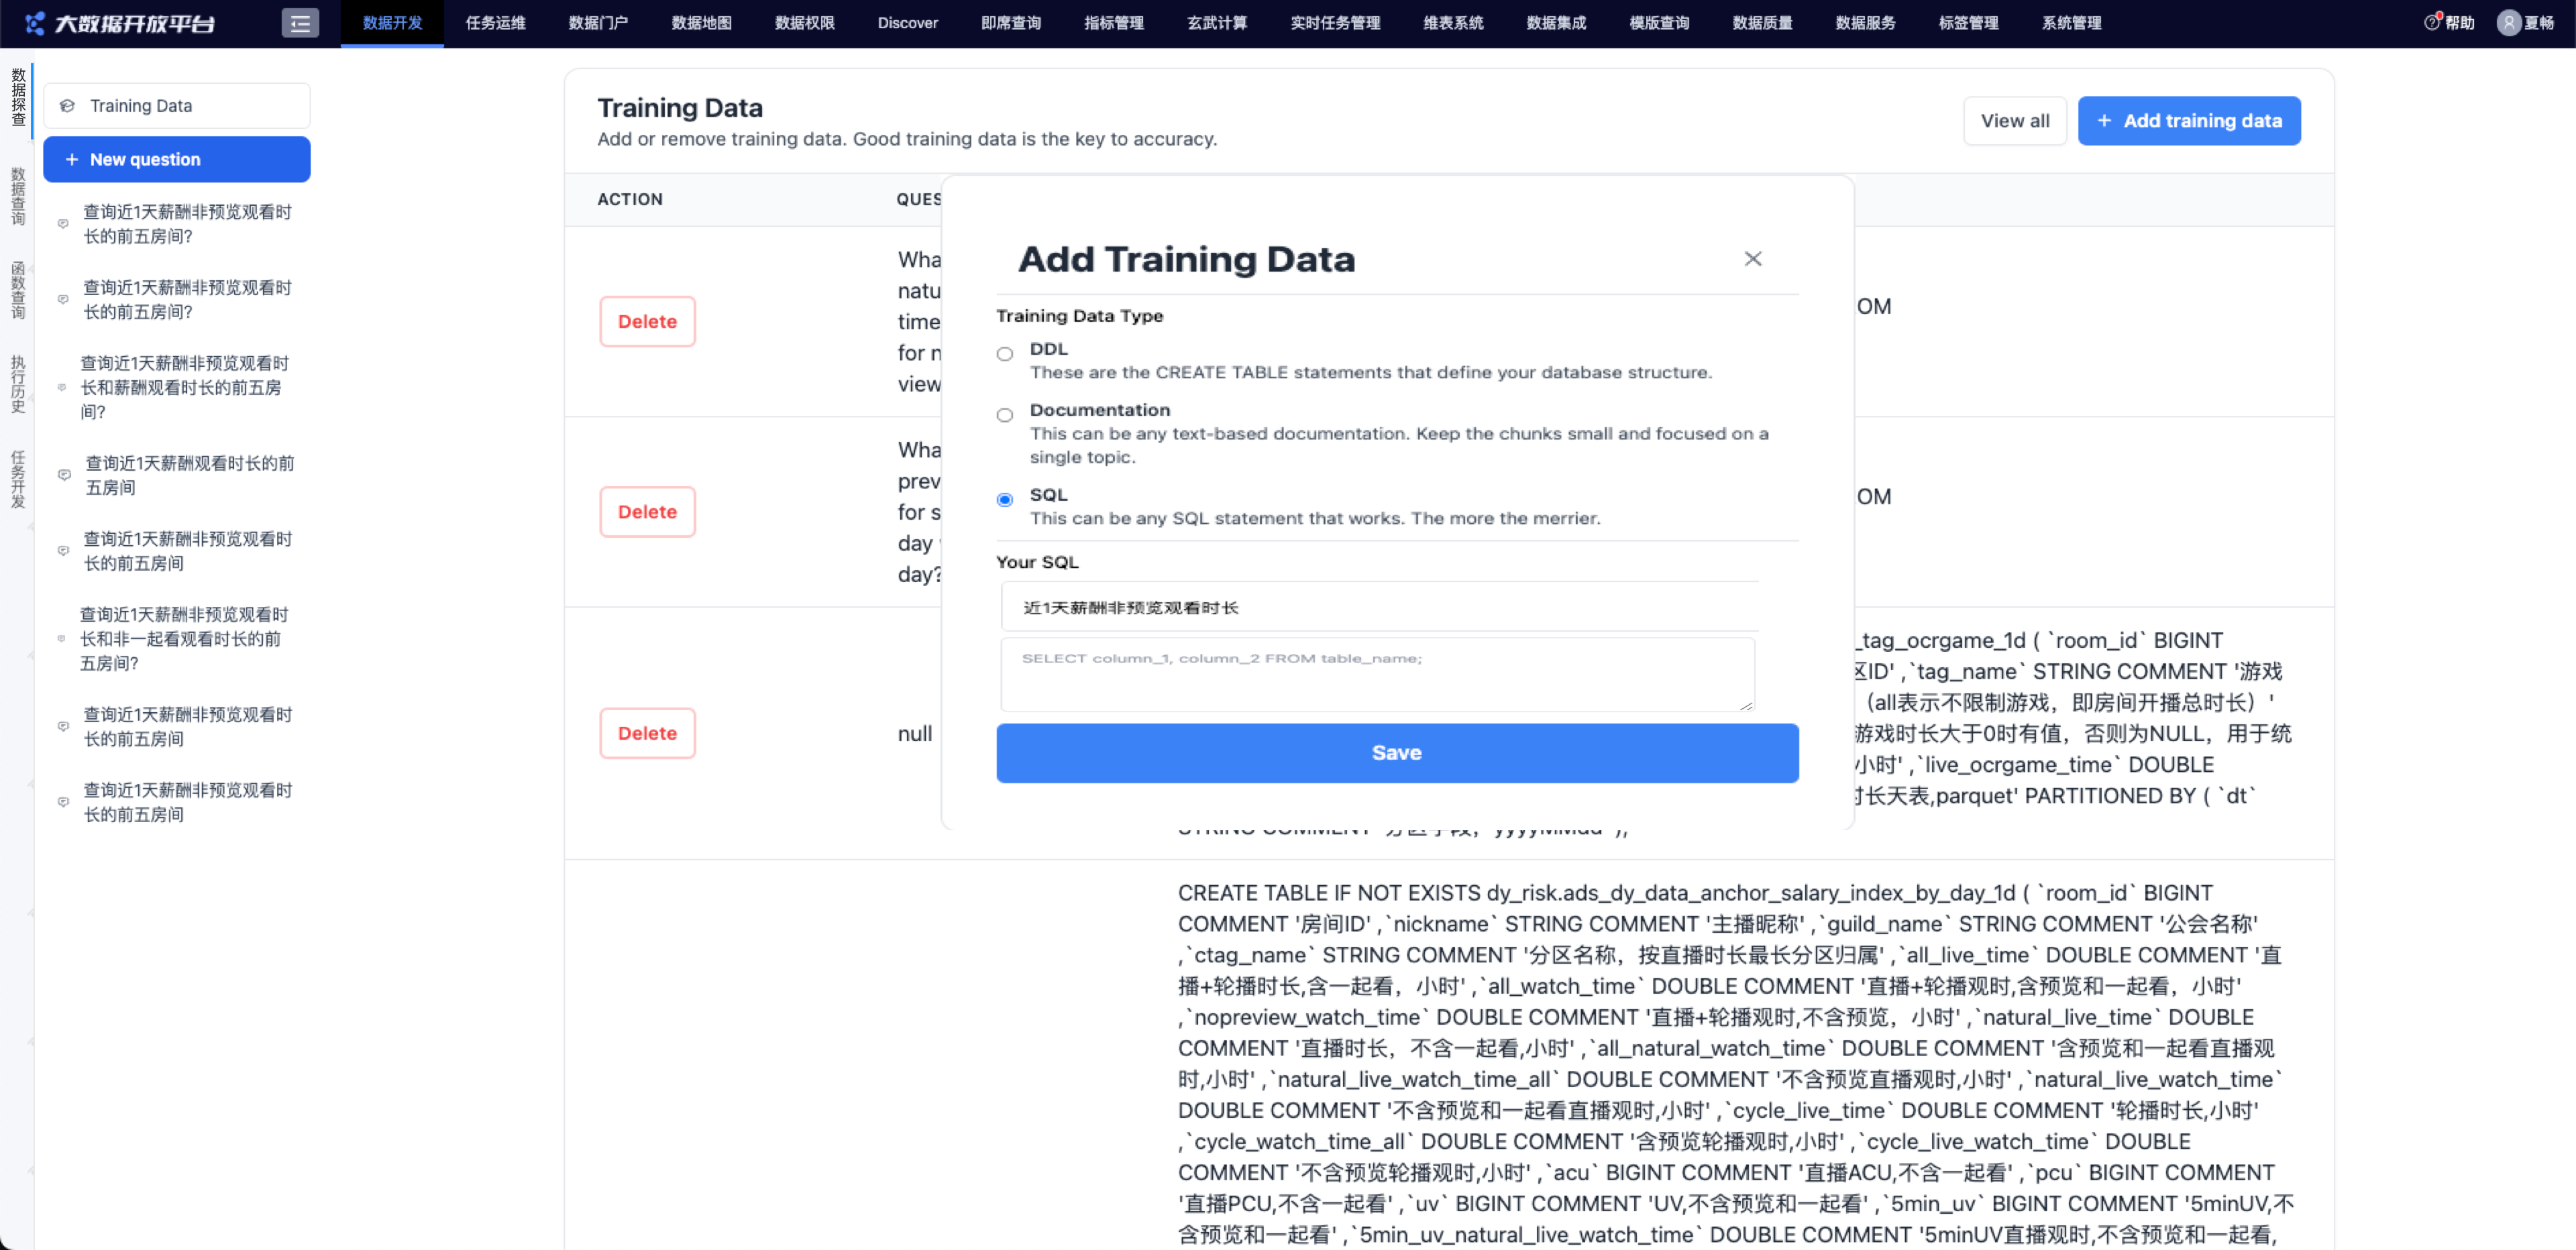 大数据开放平台
数据开发 任务运维 数据门户 数据地图 数据权限 Discover 即席查询 指标管理 玄武计算 实时任务管理 维表系统 数据集成 模版查询 数据质量 数据服务 标签管理 系统管理
帮助 夏畅
数据探查
数据查询
函数查询
执行历史
任务开发
Training Data
+ New question
查询近1天薪酬非预览观看时
长的前五房间?
查询近1天薪酬非预览观看时
长的前五房间?
查询近1天薪酬非预览观看时
长和薪酬观看时长的前五房
间?
查询近1天薪酬观看时长的前
五房间
查询近1天薪酬非预览观看时
长的前五房间
查询近1天薪酬非预览观看时
长和非一起看观看时长的前
五房间?
查询近1天薪酬非预览观看时
长的前五房间
查询近1天薪酬非预览观看时
长的前五房间
Training Data
Add or remove training data. Good training data is the key to accuracy.
View all
+ Add training data
ACTION QUES
Delete
Wha
natu
time
for n
view
OM
Delete
Wha
prev
for s
day
day?
OM
Delete
null
_tag_ocrgame_1d ( `room_id` BIGINT
区ID' ,`tag_name` STRING COMMENT '游戏
（all表示不限制游戏，即房间开播总时长）'
游戏时长大于0时有值，否则为NULL，用于统
小时' ,`live_ocrgame_time` DOUBLE
时长天表,parquet' PARTITIONED BY ( `dt`
STRING COMMENT '分区字段，yyyyMMdd' );
Add Training Data
Training Data Type
DDL
These are the CREATE TABLE statements that define your database structure.
Documentation
This can be any text-based documentation. Keep the chunks small and focused on a
single topic.
SQL
This can be any SQL statement that works. The more the merrier.
Your SQL
近1天薪酬非预览观看时长
SELECT column_1, column_2 FROM table_name;
Save
CREATE TABLE IF NOT EXISTS dy_risk.ads_dy_data_anchor_salary_index_by_day_1d ( `room_id` BIGINT
COMMENT '房间ID' ,`nickname` STRING COMMENT '主播昵称' ,`guild_name` STRING COMMENT '公会名称'
,`ctag_name` STRING COMMENT '分区名称，按直播时长最长分区归属' ,`all_live_time` DOUBLE COMMENT '直
播+轮播时长,含一起看，小时' ,`all_watch_time` DOUBLE COMMENT '直播+轮播观时,含预览和一起看，小时'
,`nopreview_watch_time` DOUBLE COMMENT '直播+轮播观时,不含预览，小时' ,`natural_live_time` DOUBLE
COMMENT '直播时长，不含一起看,小时' ,`all_natural_watch_time` DOUBLE COMMENT '含预览和一起看直播观
时,小时' ,`natural_live_watch_time_all` DOUBLE COMMENT '不含预览直播观时,小时' ,`natural_live_watch_time`
DOUBLE COMMENT '不含预览和一起看直播观时,小时' ,`cycle_live_time` DOUBLE COMMENT '轮播时长,小时'
,`cycle_watch_time_all` DOUBLE COMMENT '含预览轮播观时,小时' ,`cycle_live_watch_time` DOUBLE
COMMENT '不含预览轮播观时,小时' ,`acu` BIGINT COMMENT '直播ACU,不含一起看' ,`pcu` BIGINT COMMENT
'直播PCU,不含一起看' ,`uv` BIGINT COMMENT 'UV,不含预览和一起看' ,`5min_uv` BIGINT COMMENT '5minUV,不
含预览和一起看' ,`5min_uv_natural_live_watch_time` DOUBLE COMMENT '5minUV直播观时,不含预览和一起看,